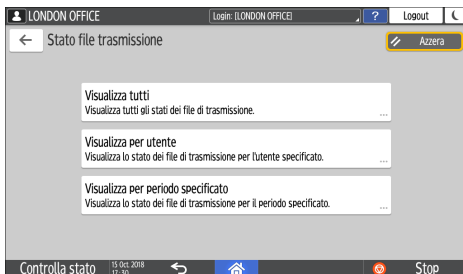 LONDON OFFICE
Login: [LONDON OFFICE]
?
Logout
Stato file trasmissione
Azzera
Visualizza tutti
Visualizza tutti gli stati dei file di trasmissione.
...
Visualizza per utente
Visualizza lo stato dei file di trasmissione per l'utente specificato.
...
Visualizza per periodo specificato
Visualizza lo stato dei file di trasmissione per il periodo specificato.
...
Controlla stato
15 Oct. 2018
17:30
Stop